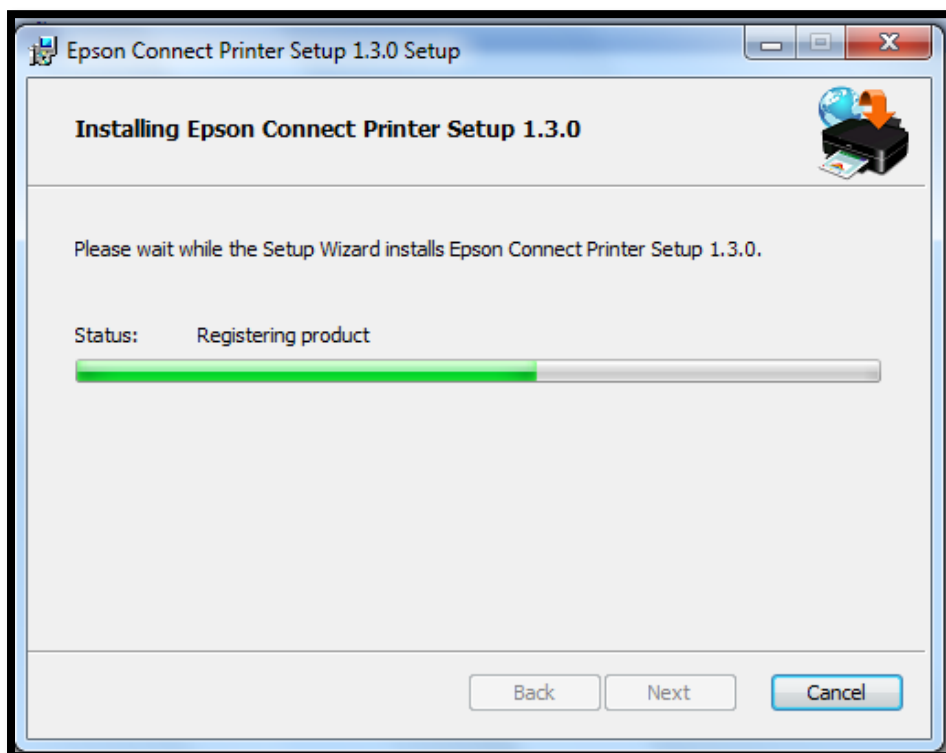 Epson Connect Printer Setup 1.3.0 Setup
Installing Epson Connect Printer Setup 1.3.0
Please wait while the Setup Wizard installs Epson Connect Printer Setup 1.3.0.
Status: Registering product
Back Next Cancel